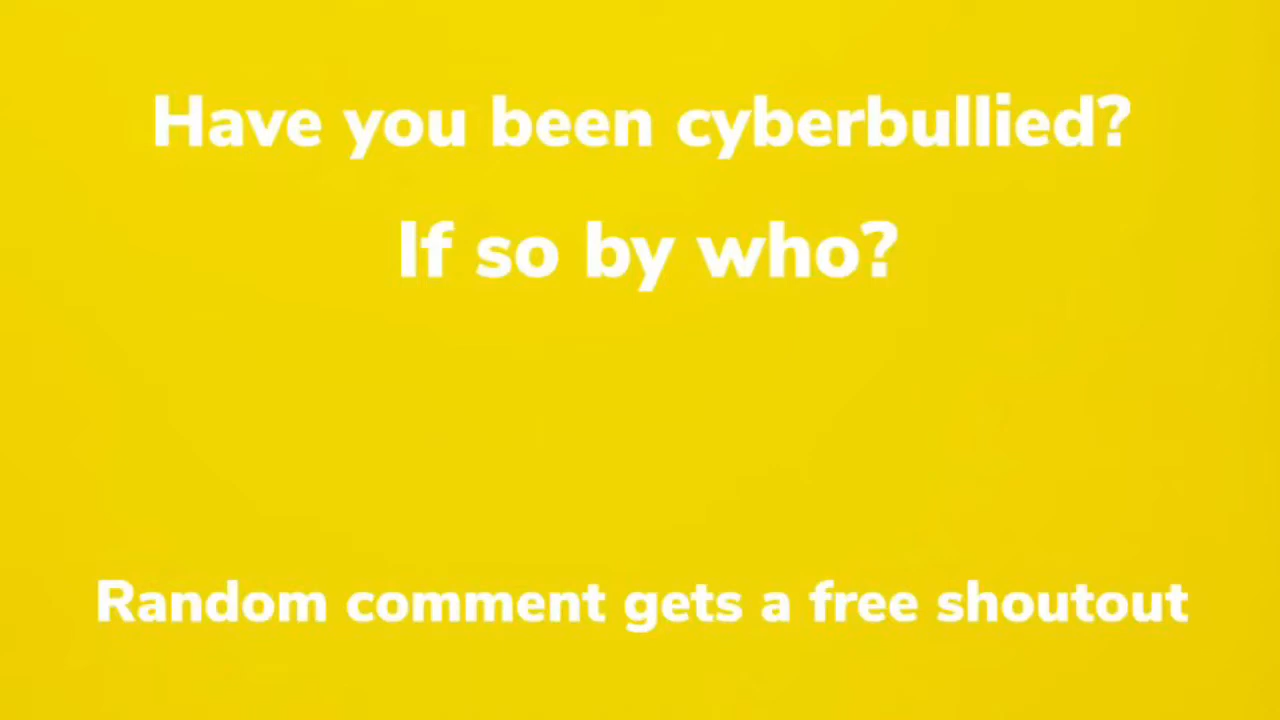 Have you been cyberbullied?
If so by who?
Random comment gets a free shoutout